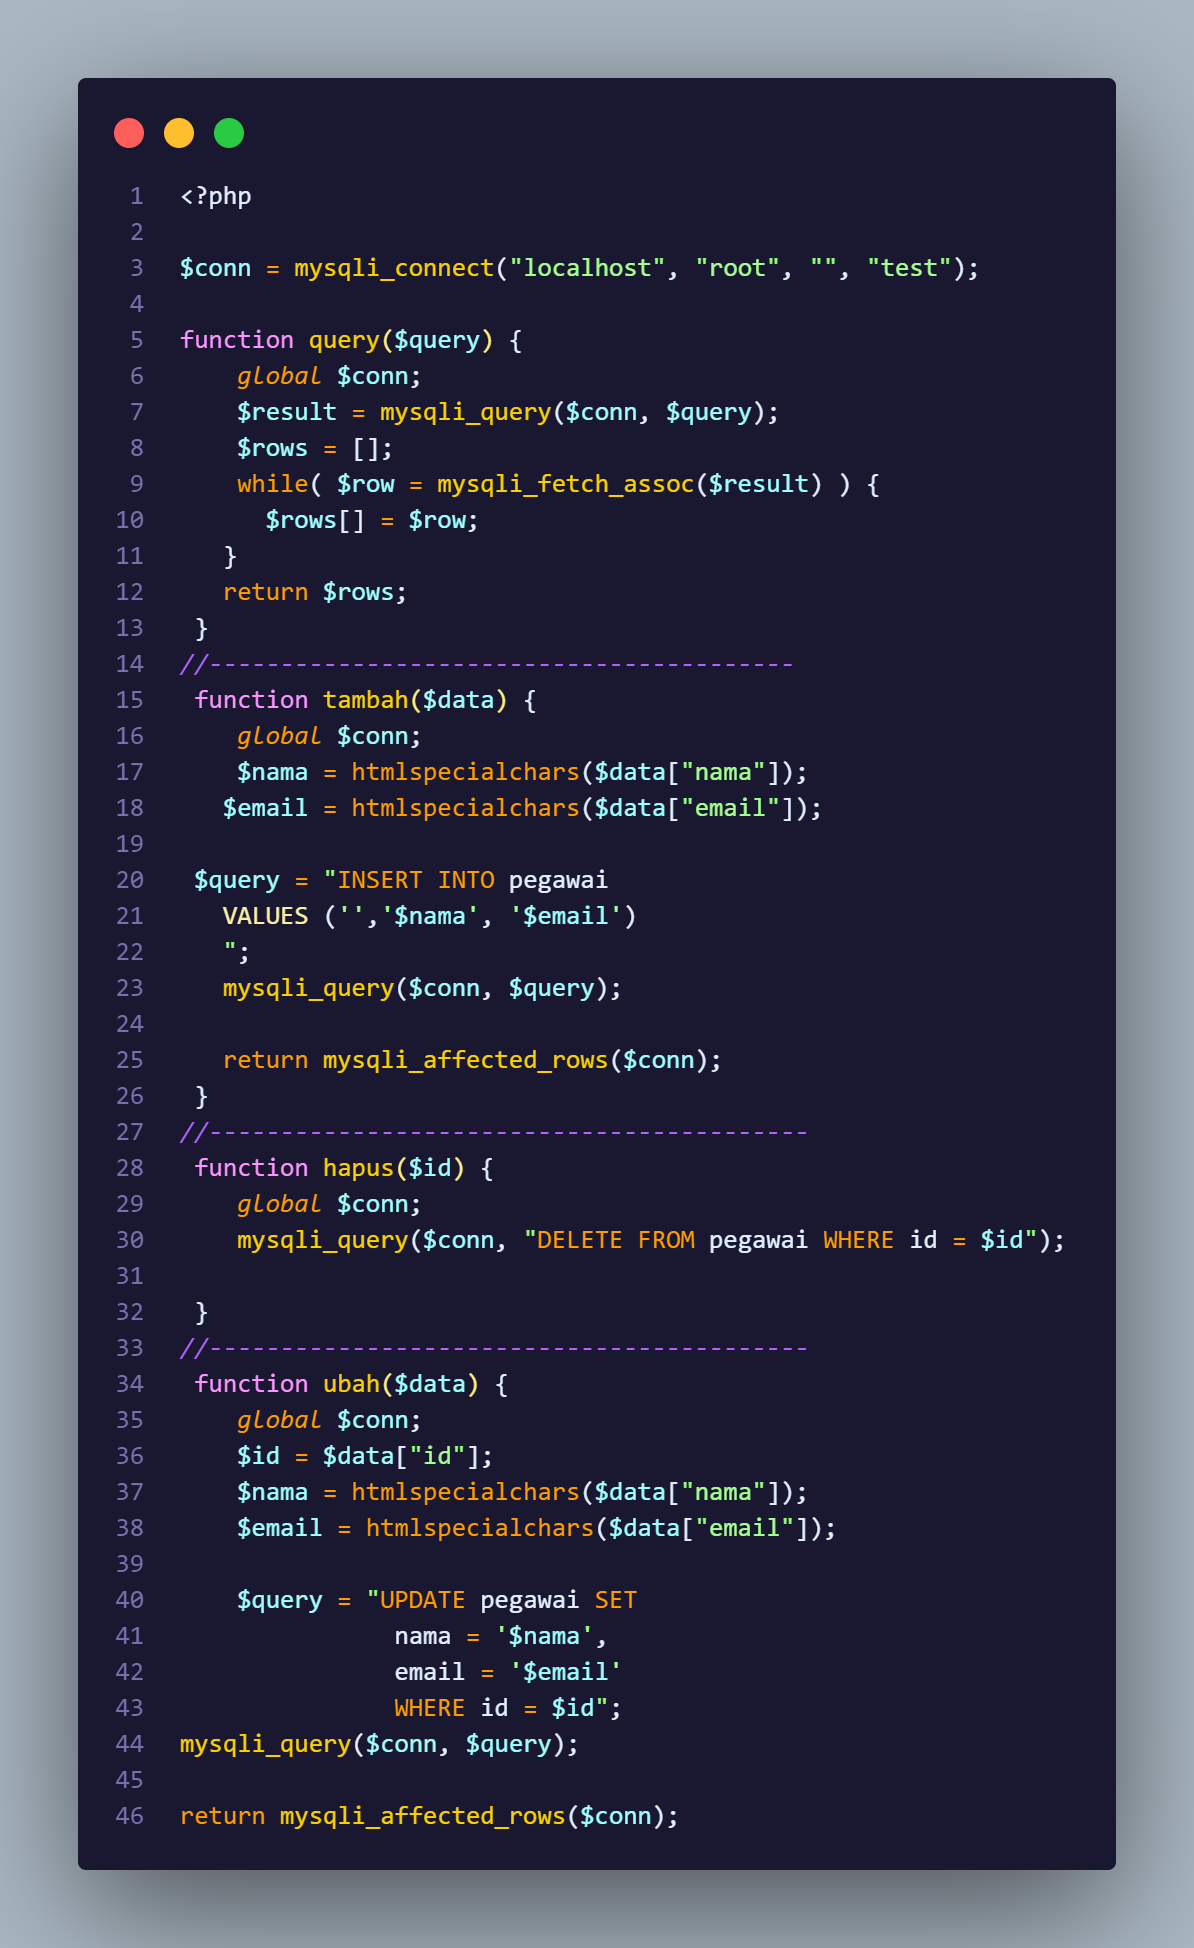 1 <?php
2
3 $conn = mysqli_connect("localhost", "root", "", "test");
4
5 function query($query) {
6     global $conn;
7     $result = mysqli_query($conn, $query);
8     $rows = [];
9     while( $row = mysqli_fetch_assoc($result) ) {
10       $rows[] = $row;
11    }
12    return $rows;
13  }
14 //-----------------------------------------
15  function tambah($data) {
16     global $conn;
17     $nama = htmlspecialchars($data["nama"]);
18    $email = htmlspecialchars($data["email"]);
19
20  $query = "INSERT INTO pegawai
21    VALUES ('','$nama', '$email')
22    ";
23    mysqli_query($conn, $query);
24
25    return mysqli_affected_rows($conn);
26  }
27 //------------------------------------------
28  function hapus($id) {
29     global $conn;
30     mysqli_query($conn, "DELETE FROM pegawai WHERE id = $id");
31
32  }
33 //------------------------------------------
34  function ubah($data) {
35     global $conn;
36     $id = $data["id"];
37     $nama = htmlspecialchars($data["nama"]);
38     $email = htmlspecialchars($data["email"]);
39
40     $query = "UPDATE pegawai SET
41                nama = '$nama',
42                email = '$email'
43                WHERE id = $id";
44 mysqli_query($conn, $query);
45
46 return mysqli_affected_rows($conn);